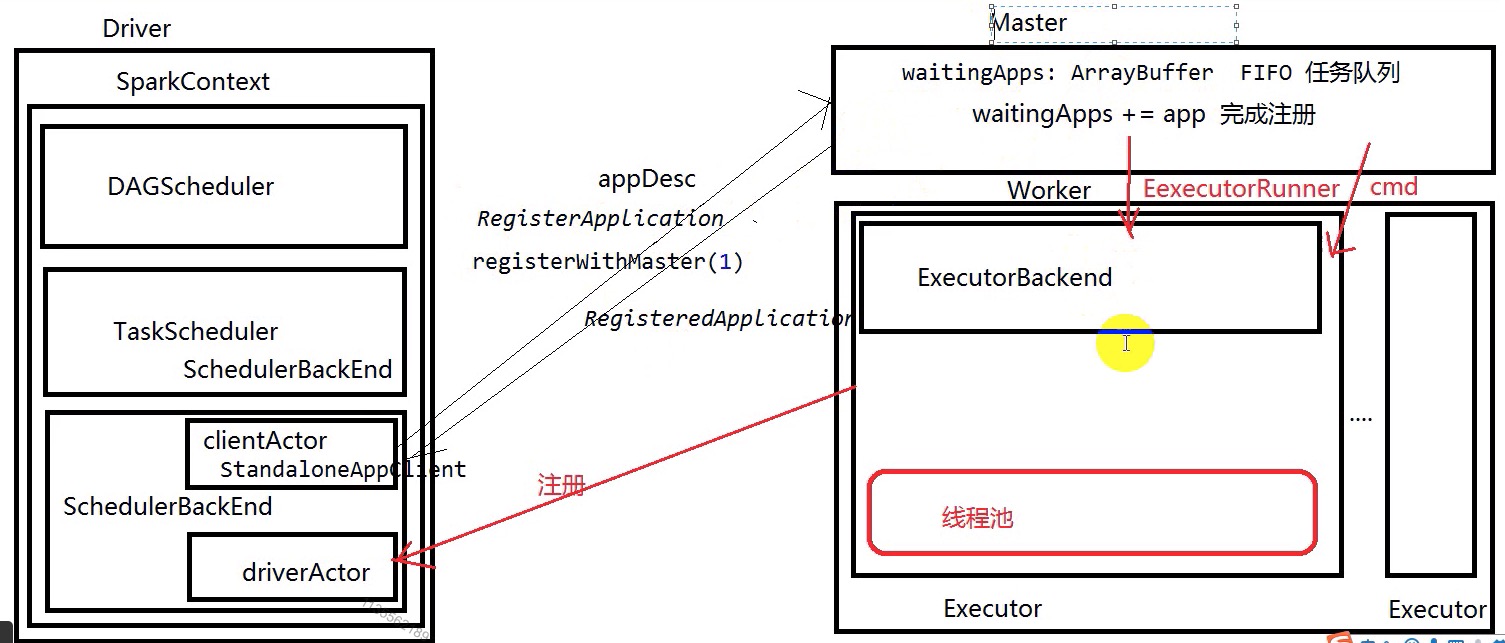 Driver
Master
SparkContext
waitingApps: ArrayBuffer FIFO 任务队列
waitingApps += app 完成注册
DAGScheduler
appDesc
RegisterApplication
registerWithMaster(1)
RegisteredApplication
Worker
EexecutorRunner
cmd
ExecutorBackend
TaskScheduler
SchedulerBackEnd
clientActor
StandaloneAppClient
SchedulerBackEnd
driverActor
注册
....
线程池
Executor
Executor